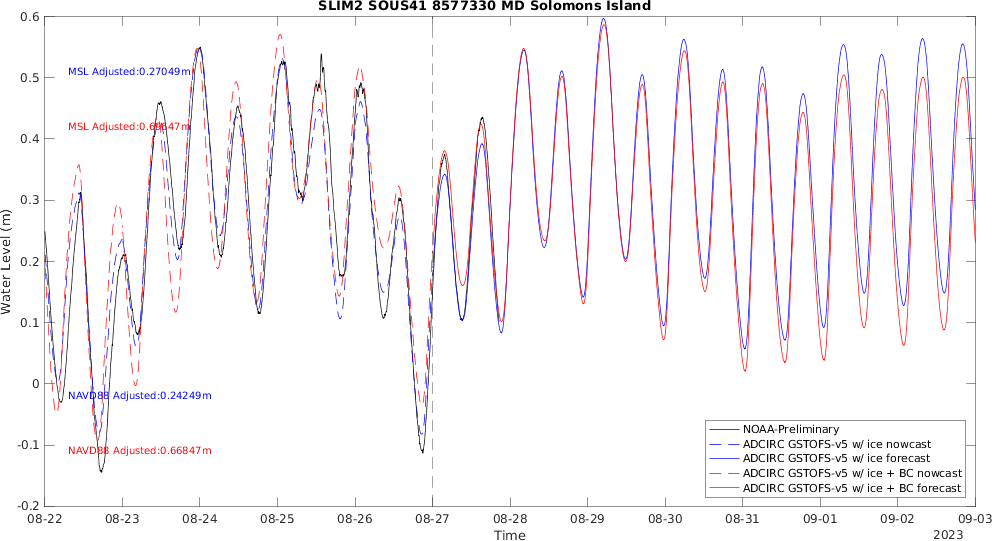 SLIM2 SOUS41 8577330 MD Solomons Island
Water Level (m)
0.6
0.5
0.4
0.3
0.2
0.1
0
-0.1
-0.2
MSL Adjusted:0.27049m
MSL Adjusted:0.69647m
NAVD88 Adjusted:0.24249m
NAVD88 Adjusted:0.66847m
NOAA-Preliminary
ADCIRC GSTOFS-v5 w/ ice nowcast
ADCIRC GSTOFS-v5 w/ ice forecast
ADCIRC GSTOFS-v5 w/ ice + BC nowcast
ADCIRC GSTOFS-v5 w/ ice + BC forecast
08-22 08-23 08-24 08-25 08-26 08-27 08-28 08-29 08-30 08-31 09-01 09-02 09-03
Time
2023